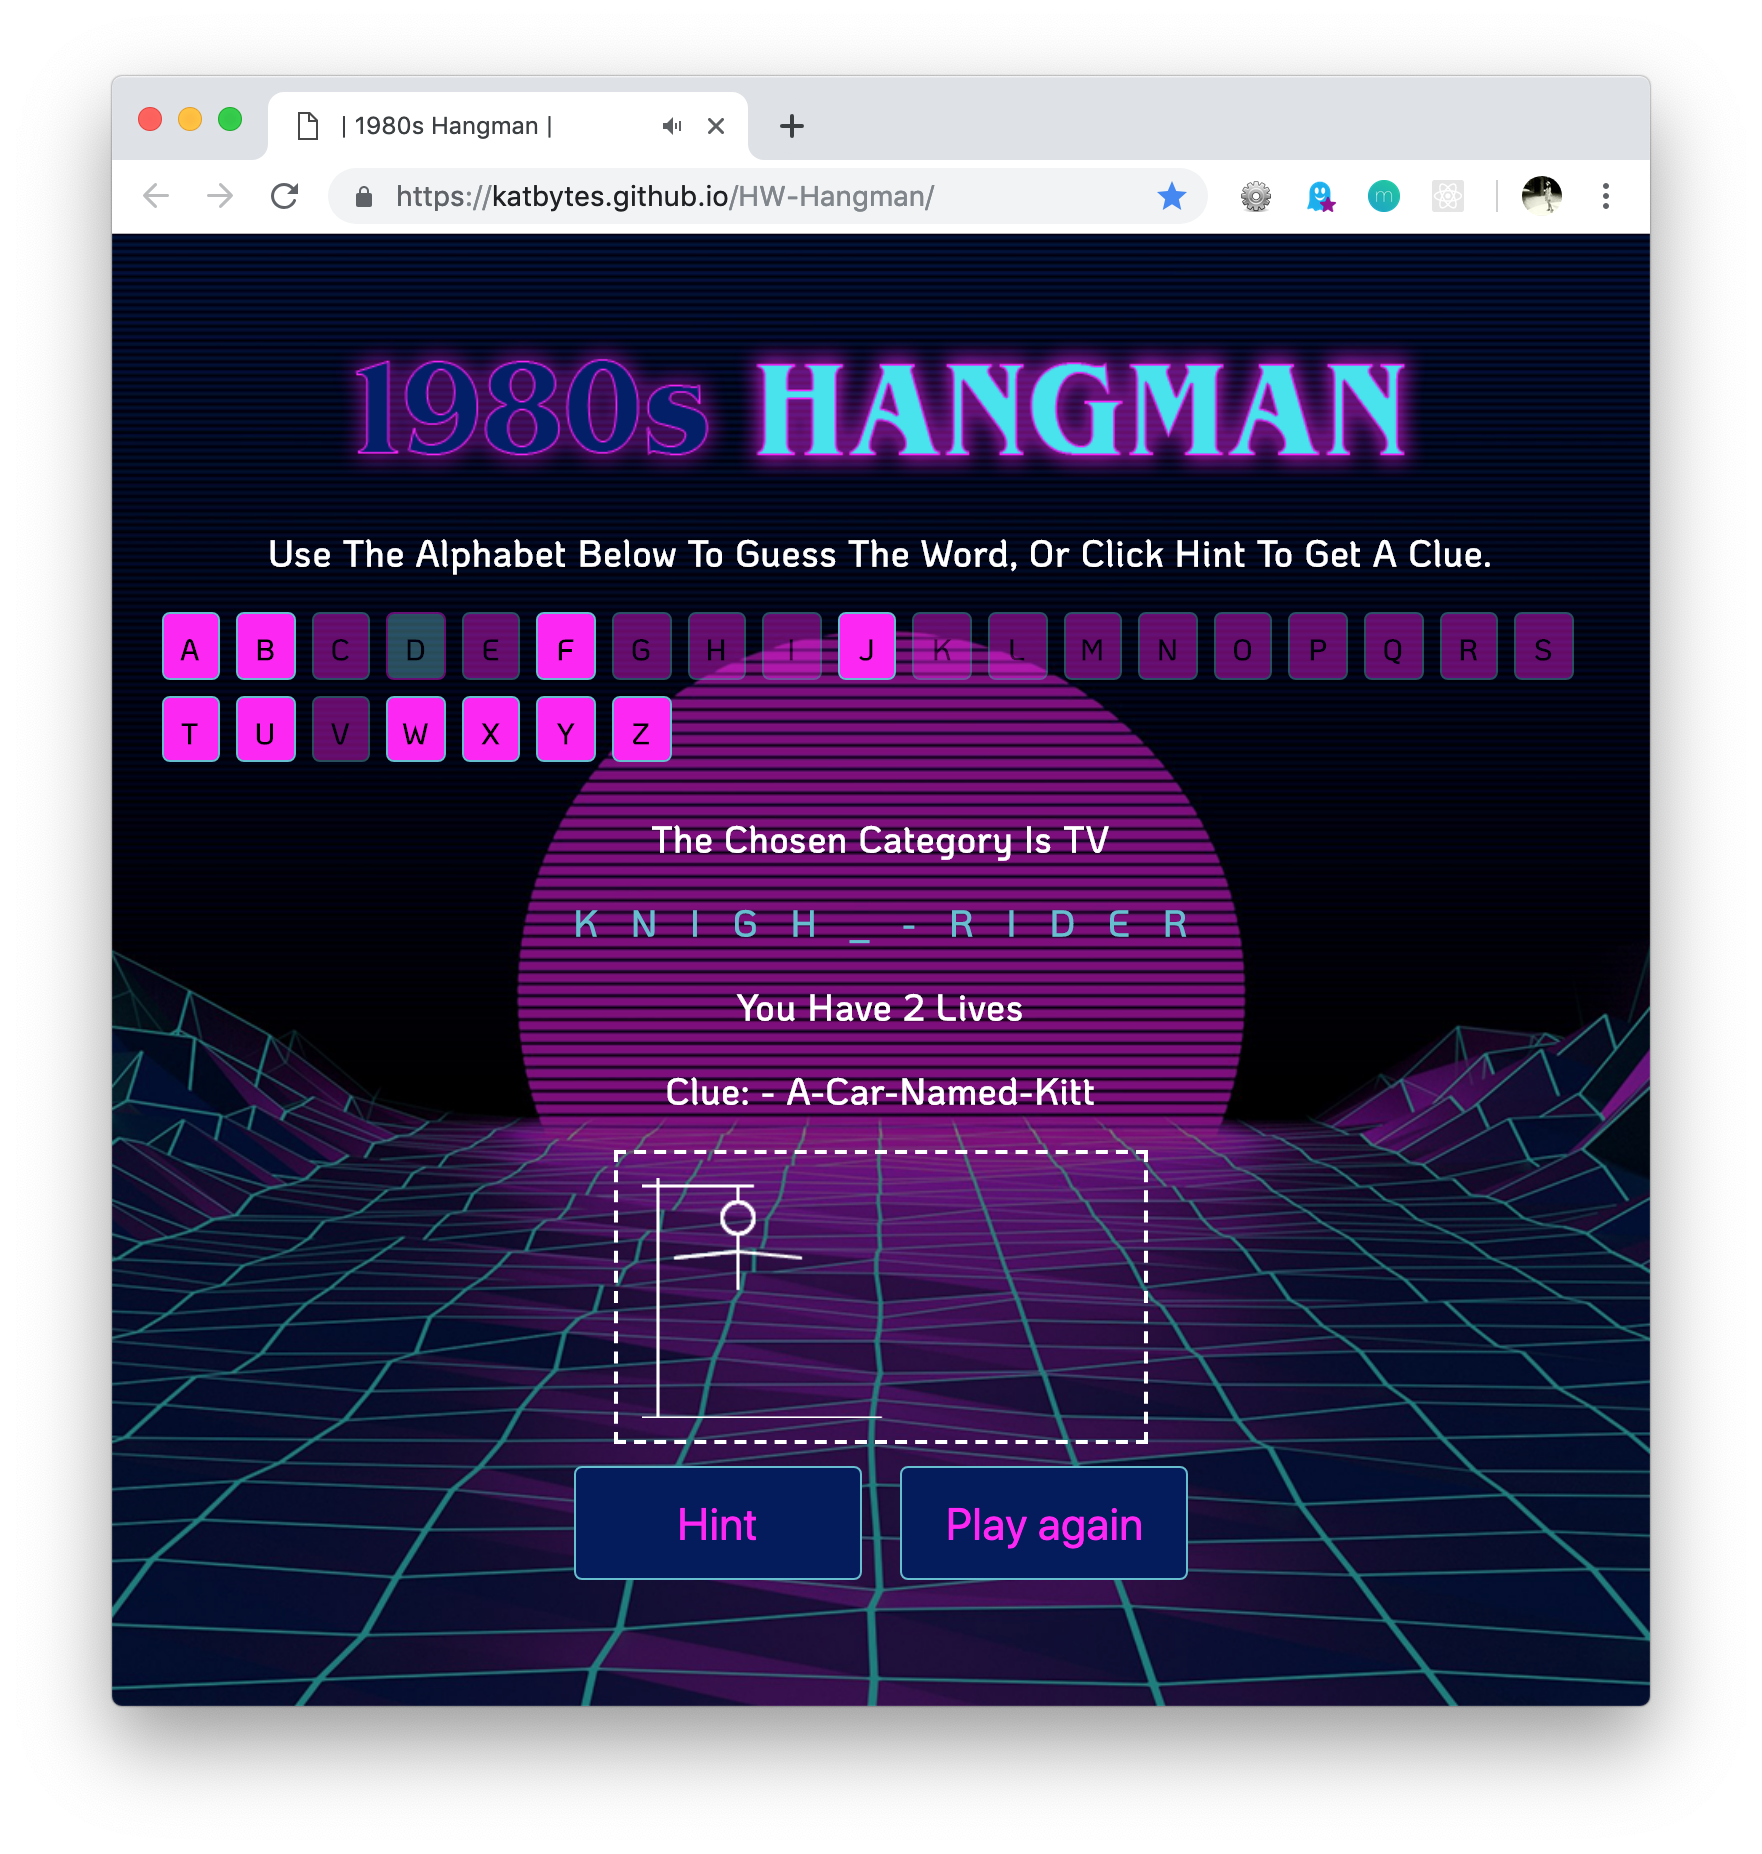 | 1980s Hangman |
https://katbytes.github.io/HW-Hangman/
m
1980s HANGMAN
Use The Alphabet Below To Guess The Word, Or Click Hint To Get A Clue.
A B C D E F G H I J K L M N O P Q R S
T U V W X Y Z
The Chosen Category Is TV
K N I G H _ - R I D E R
You Have 2 Lives
Clue: - A-Car-Named-Kitt
Hint Play again